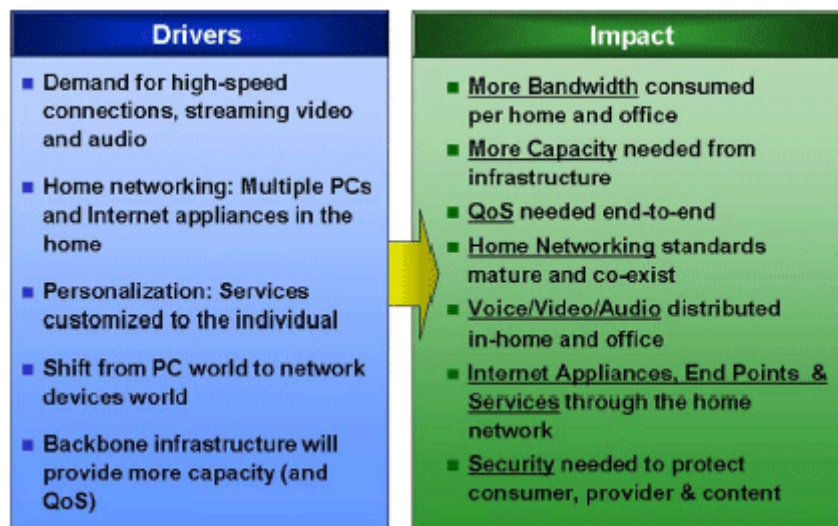 Drivers
Demand for high-speed
connections, streaming video
and audio
Home networking: Multiple PCs
and Internet appliances in the
home
Personalization: Services
customized to the individual
Shift from PC world to network
devices world
Backbone infrastructure will
provide more capacity (and
QoS)
Impact
More Bandwidth consumed
per home and office
More Capacity needed from
infrastructure
QoS needed end-to-end
Home Networking standards
mature and co-exist
Voice/Video/Audio distributed
in-home and office
Internet Appliances, End Points &
Services through the home
network
Security needed to protect
consumer, provider & content